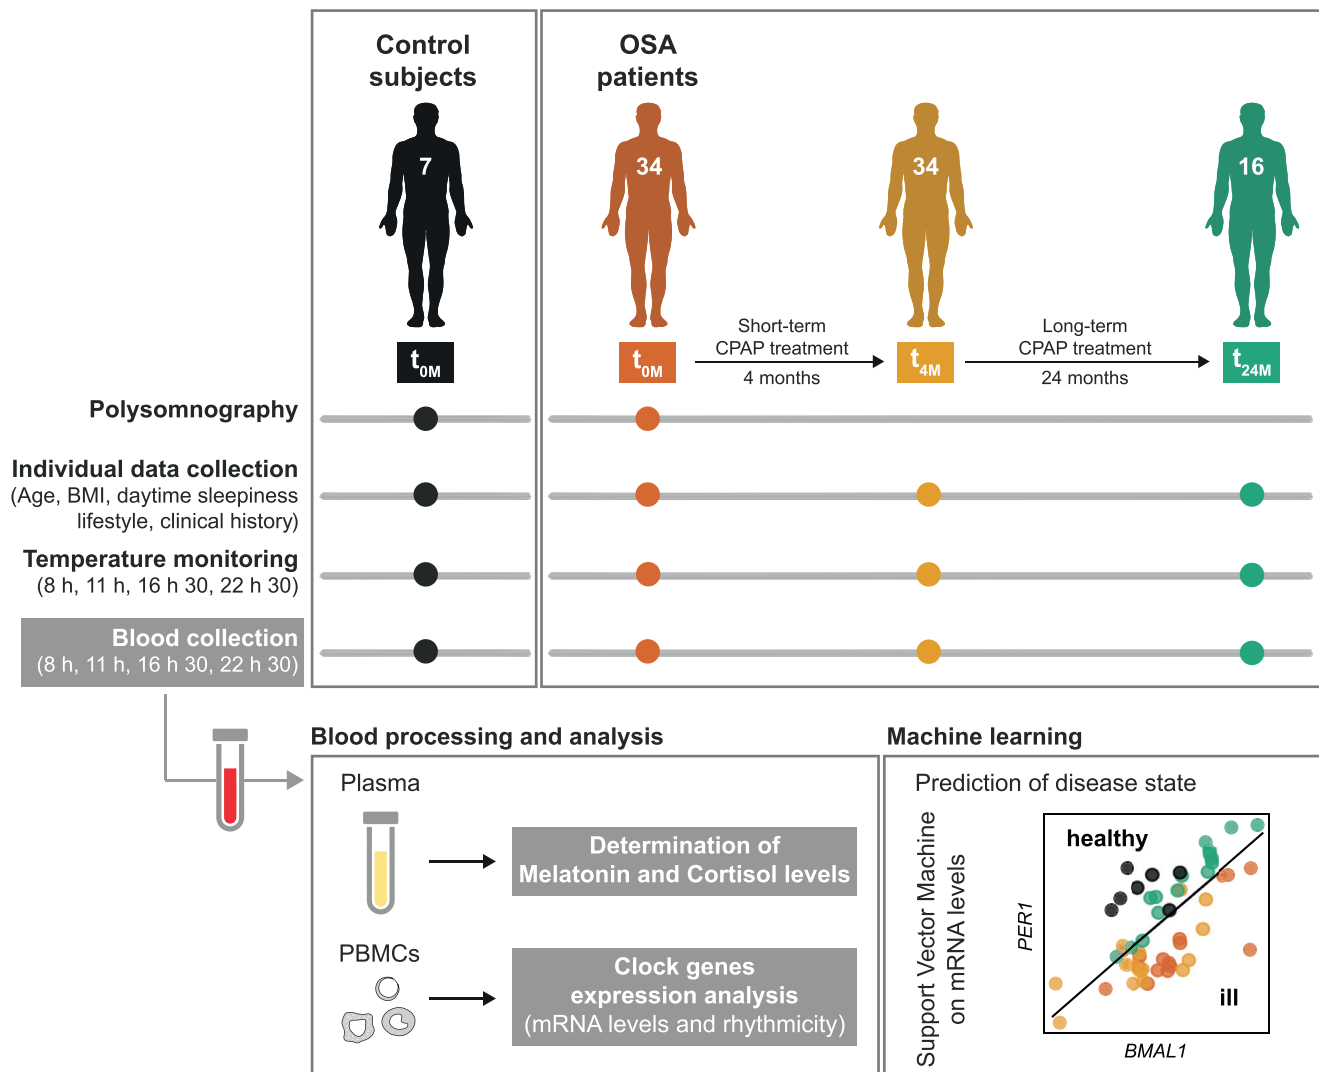 Control
subjects
OSA
patients
7
34
34
16
t0M
t0M
Short-term
CPAP treatment
4 months
t4M
Long-term
CPAP treatment
24 months
t24M
Polysomnography
Individual data collection
(Age, BMI, daytime sleepiness
lifestyle, clinical history)
Temperature monitoring
(8 h, 11 h, 16 h 30, 22 h 30)
Blood collection
(8 h, 11 h, 16 h 30, 22 h 30)
Blood processing and analysis
Plasma
Determination of
Melatonin and Cortisol levels
PBMCs
Clock genes
expression analysis
(mRNA levels and rhythmicity)
Machine learning
Prediction of disease state
Support Vector Machine
on mRNA levels
PER1
healthy
ill
BMAL1